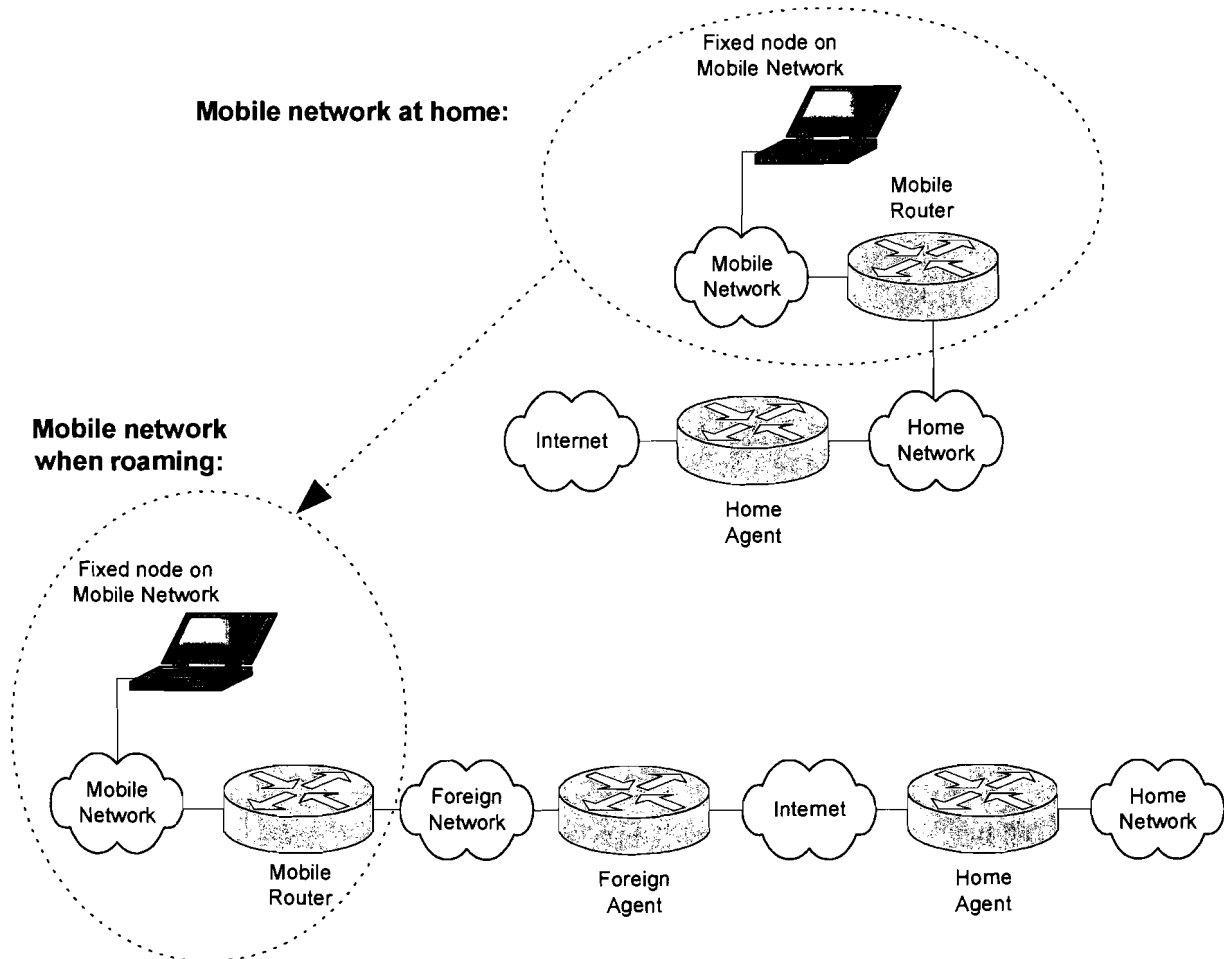 Fixed node on
Mobile Network
Mobile network at home:
Mobile
Router
Mobile
Network
Internet
Home
Network
Home
Agent
Mobile network
when roaming:
Fixed node on
Mobile Network
Mobile
Network
Mobile
Router
Foreign
Network
Foreign
Agent
Internet
Home
Agent
Home
Network